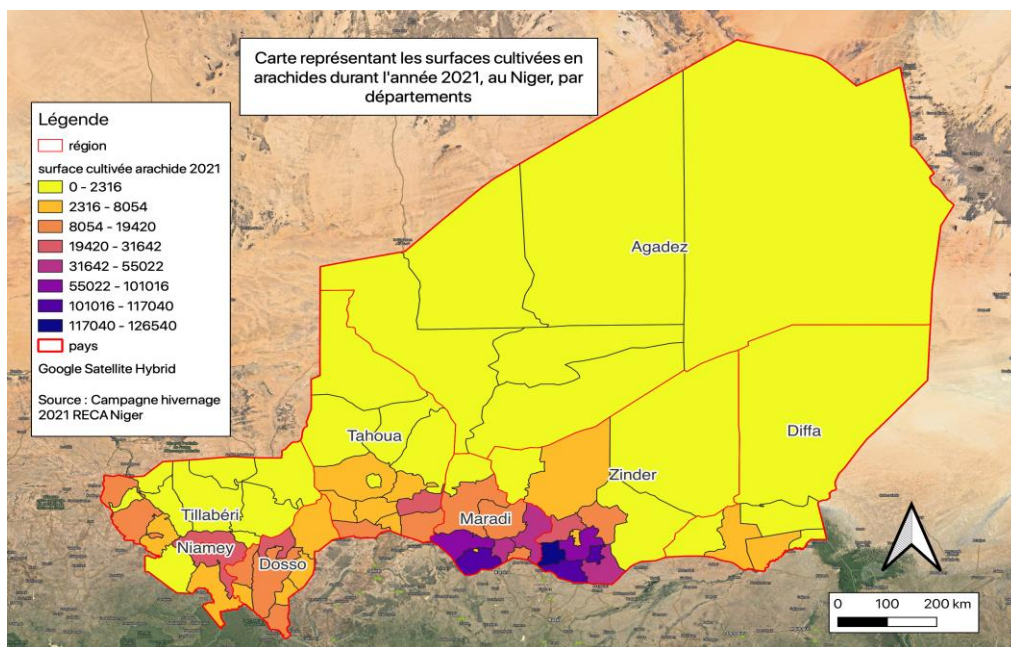 Carte représentant les surfaces cultivées en
arachides durant l'année 2021, au Niger, par
départements
Légende
région
surface cultivée arachide 2021
0 - 2316
2316 - 8054
8054 - 19420
19420 - 31642
31642 - 55022
55022 - 101016
101016 - 117040
117040 - 126540
pays
Google Satellite Hybrid
Source : Campagne hivernage
2021 RECA Niger
Agadez
Diffa
Tahoua
Zinder
Tillabéri
Maradi
Niamey
Dosso
0 100 200 km